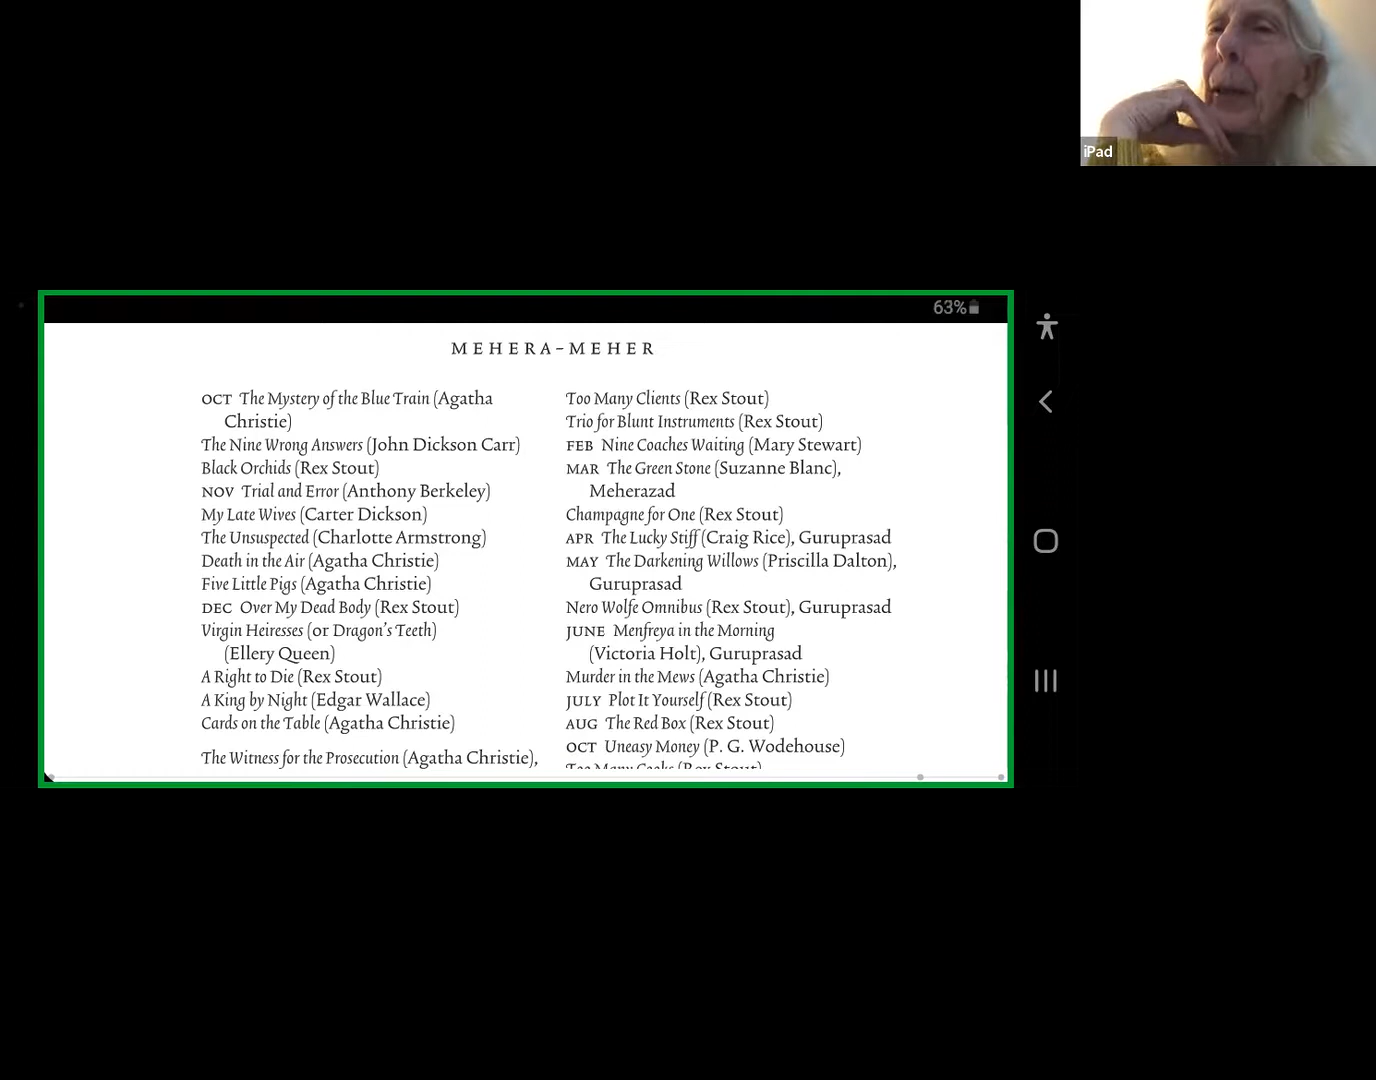 iPad
63%
MEHERA-MEHER
OCT The Mystery of the Blue Train (Agatha
Christie)
The Nine Wrong Answers (John Dickson Carr)
Black Orchids (Rex Stout)
NOV Trial and Error (Anthony Berkeley)
My Late Wives (Carter Dickson)
The Unsuspected (Charlotte Armstrong)
Death in the Air (Agatha Christie)
Five Little Pigs (Agatha Christie)
DEC Over My Dead Body (Rex Stout)
Virgin Heiresses (or Dragon's Teeth)
(Ellery Queen)
A Right to Die (Rex Stout)
A King by Night (Edgar Wallace)
Cards on the Table (Agatha Christie)
The Witness for the Prosecution (Agatha Christie),
Too Many Clients (Rex Stout)
Trio for Blunt Instruments (Rex Stout)
FEB Nine Coaches Waiting (Mary Stewart)
MAR The Green Stone (Suzanne Blanc),
Meherazad
Champagne for One (Rex Stout)
APR The Lucky Stiff (Craig Rice), Guruprasad
MAY The Darkening Willows (Priscilla Dalton),
Guruprasad
Nero Wolfe Omnibus (Rex Stout), Guruprasad
JUNE Menfreya in the Morning
(Victoria Holt), Guruprasad
Murder in the Mews (Agatha Christie)
JULY Plot It Yourself (Rex Stout)
AUG The Red Box (Rex Stout)
OCT Uneasy Money (P. G. Wodehouse)
Too Many Cooks (Rex Stout)